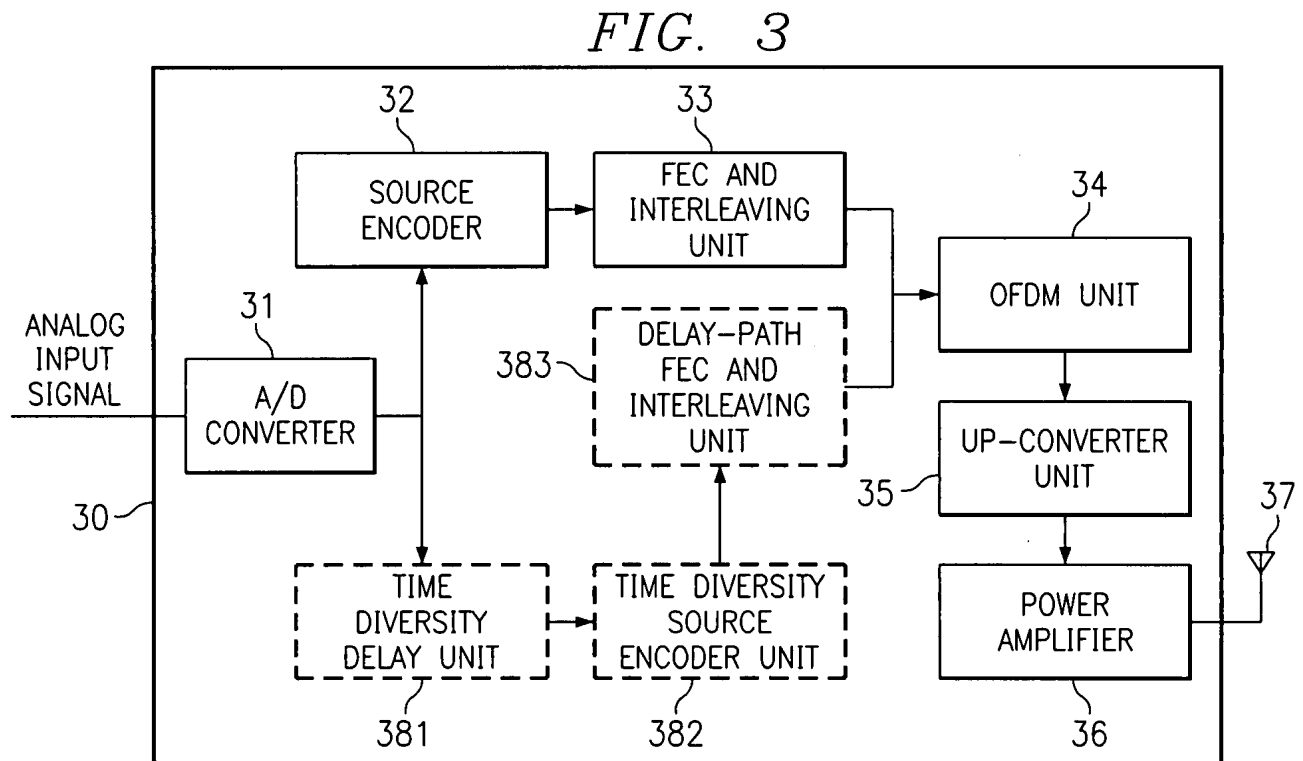 FIG. 3
32
SOURCE
ENCODER
33
FEC AND
INTERLEAVING
UNIT
34
OFDM UNIT
ANALOG
INPUT
SIGNAL
31
A/D
CONVERTER
383
DELAY-PATH
FEC AND
INTERLEAVING
UNIT
35
UP-CONVERTER
UNIT
30
37
TIME
DIVERSITY
DELAY UNIT
381
TIME DIVERSITY
SOURCE
ENCODER UNIT
382
POWER
AMPLIFIER
36